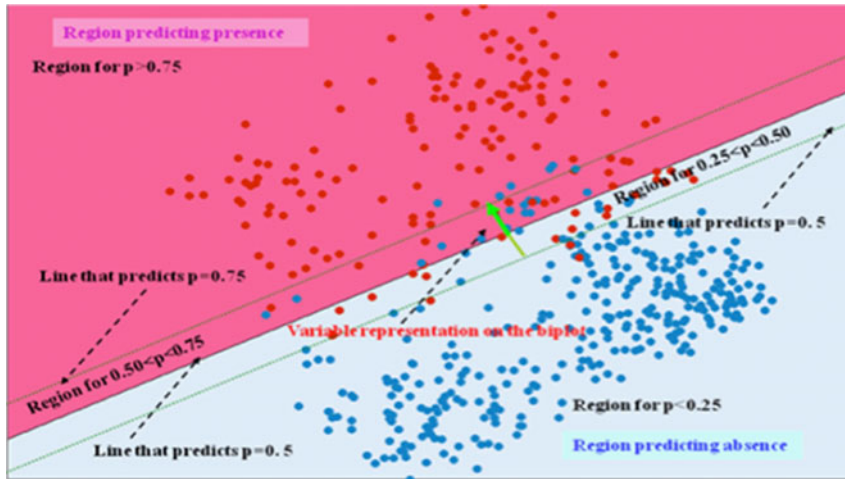 Region predicting presence
Region for p>0.75
Region for 0.25<p<0.50
Line that predicts p=0. 5
Line that predicts p=0.75
Variable representation on the biplot
Region for 0.50<p<0.75
Region for p<0.25
Line that predicts p=0. 5
Region predicting absence